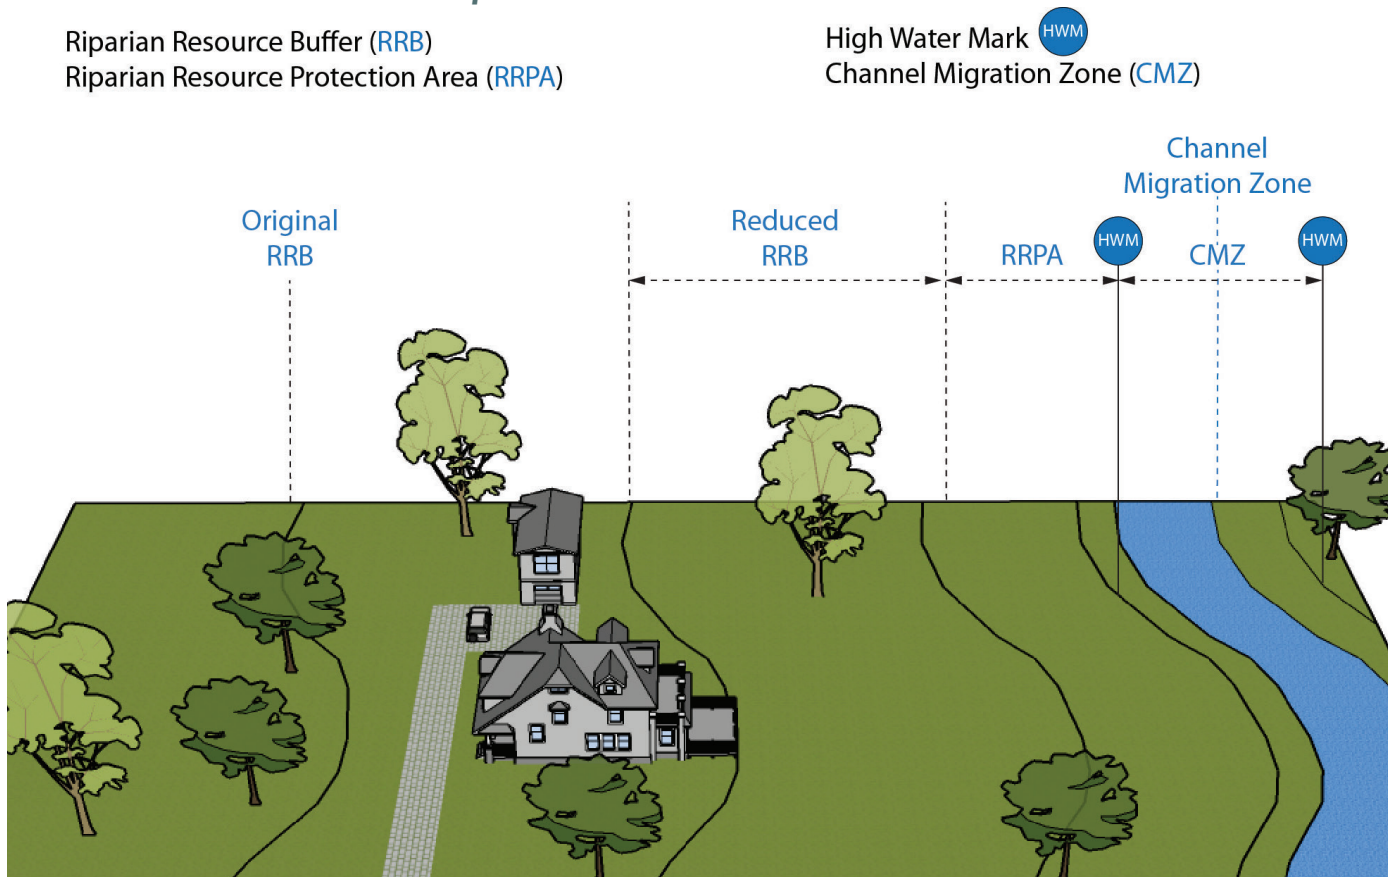 Riparian Resource Buffer (RRB)
Riparian Resource Protection Area (RRPA)
High Water Mark HWM
Channel Migration Zone (CMZ)
Channel
Migration Zone
Original
RRB
Reduced
RRB
RRPA
HWM
CMZ
HWM